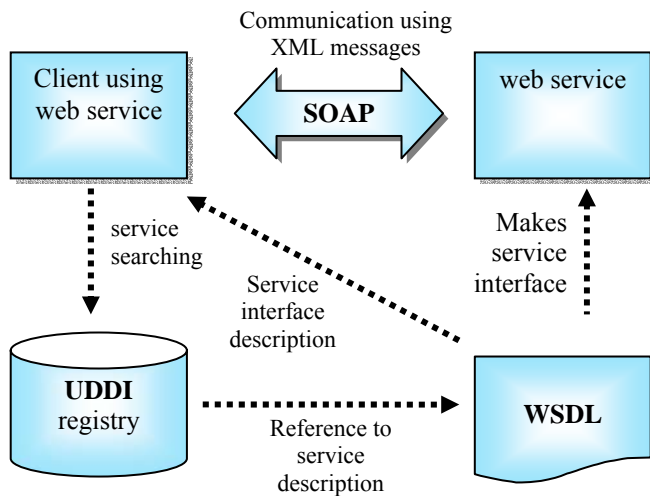 Communication using
XML messages
Client using
web service
SOAP
web service
service
searching
Service
interface
description
Makes
service
interface
UDDI
registry
Reference to
service
description
WSDL